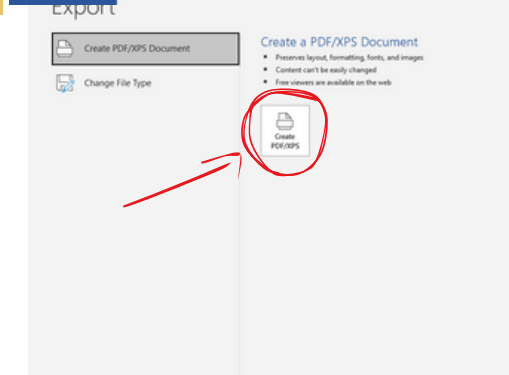 Export
Create PDF/XPS Document
Change File Type
Create a PDF/XPS Document
Preserves layout, formatting, fonts, and images
Content can't be easily changed
Free viewers are available on the web
Create
PDF/XPS